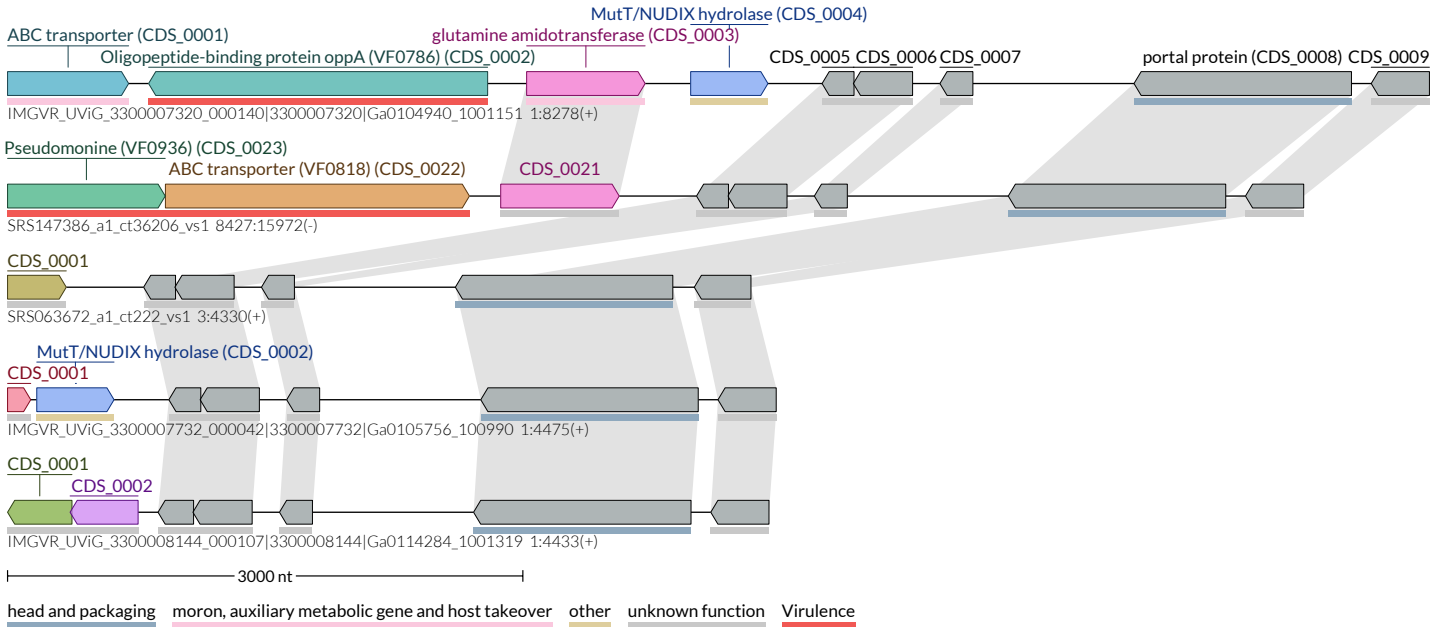 MutT/NUDIX hydrolase (CDS_0004)
ABC transporter (CDS_0001) glutamine amidotransferase (CDS_0003)
Oligopeptide-binding protein oppA (VF0786) (CDS_0002) CDS_0005 CDS_0006 CDS_0007 portal protein (CDS_0008) CDS_0009
IMGVR_UViG_3300007320_000140|3300007320|Ga0104940_1001151 1:8278(+)
Pseudomonine (VF0936) (CDS_0023)
ABC transporter (VF0818) (CDS_0022) CDS_0021
SRS147386_a1_ct36206_vs1 8427:15972(-)
CDS_0001
SRS063672_a1_ct222_vs1 3:4330(+)
MutT/NUDIX hydrolase (CDS_0002)
CDS_0001
IMGVR_UViG_3300007732_000042|3300007732|Ga0105756_100990 1:4475(+)
CDS_0001
CDS_0002
IMGVR_UViG_3300008144_000107|3300008144|Ga0114284_1001319 1:4433(+)
3000 nt
head and packaging moron, auxiliary metabolic gene and host takeover other unknown function Virulence